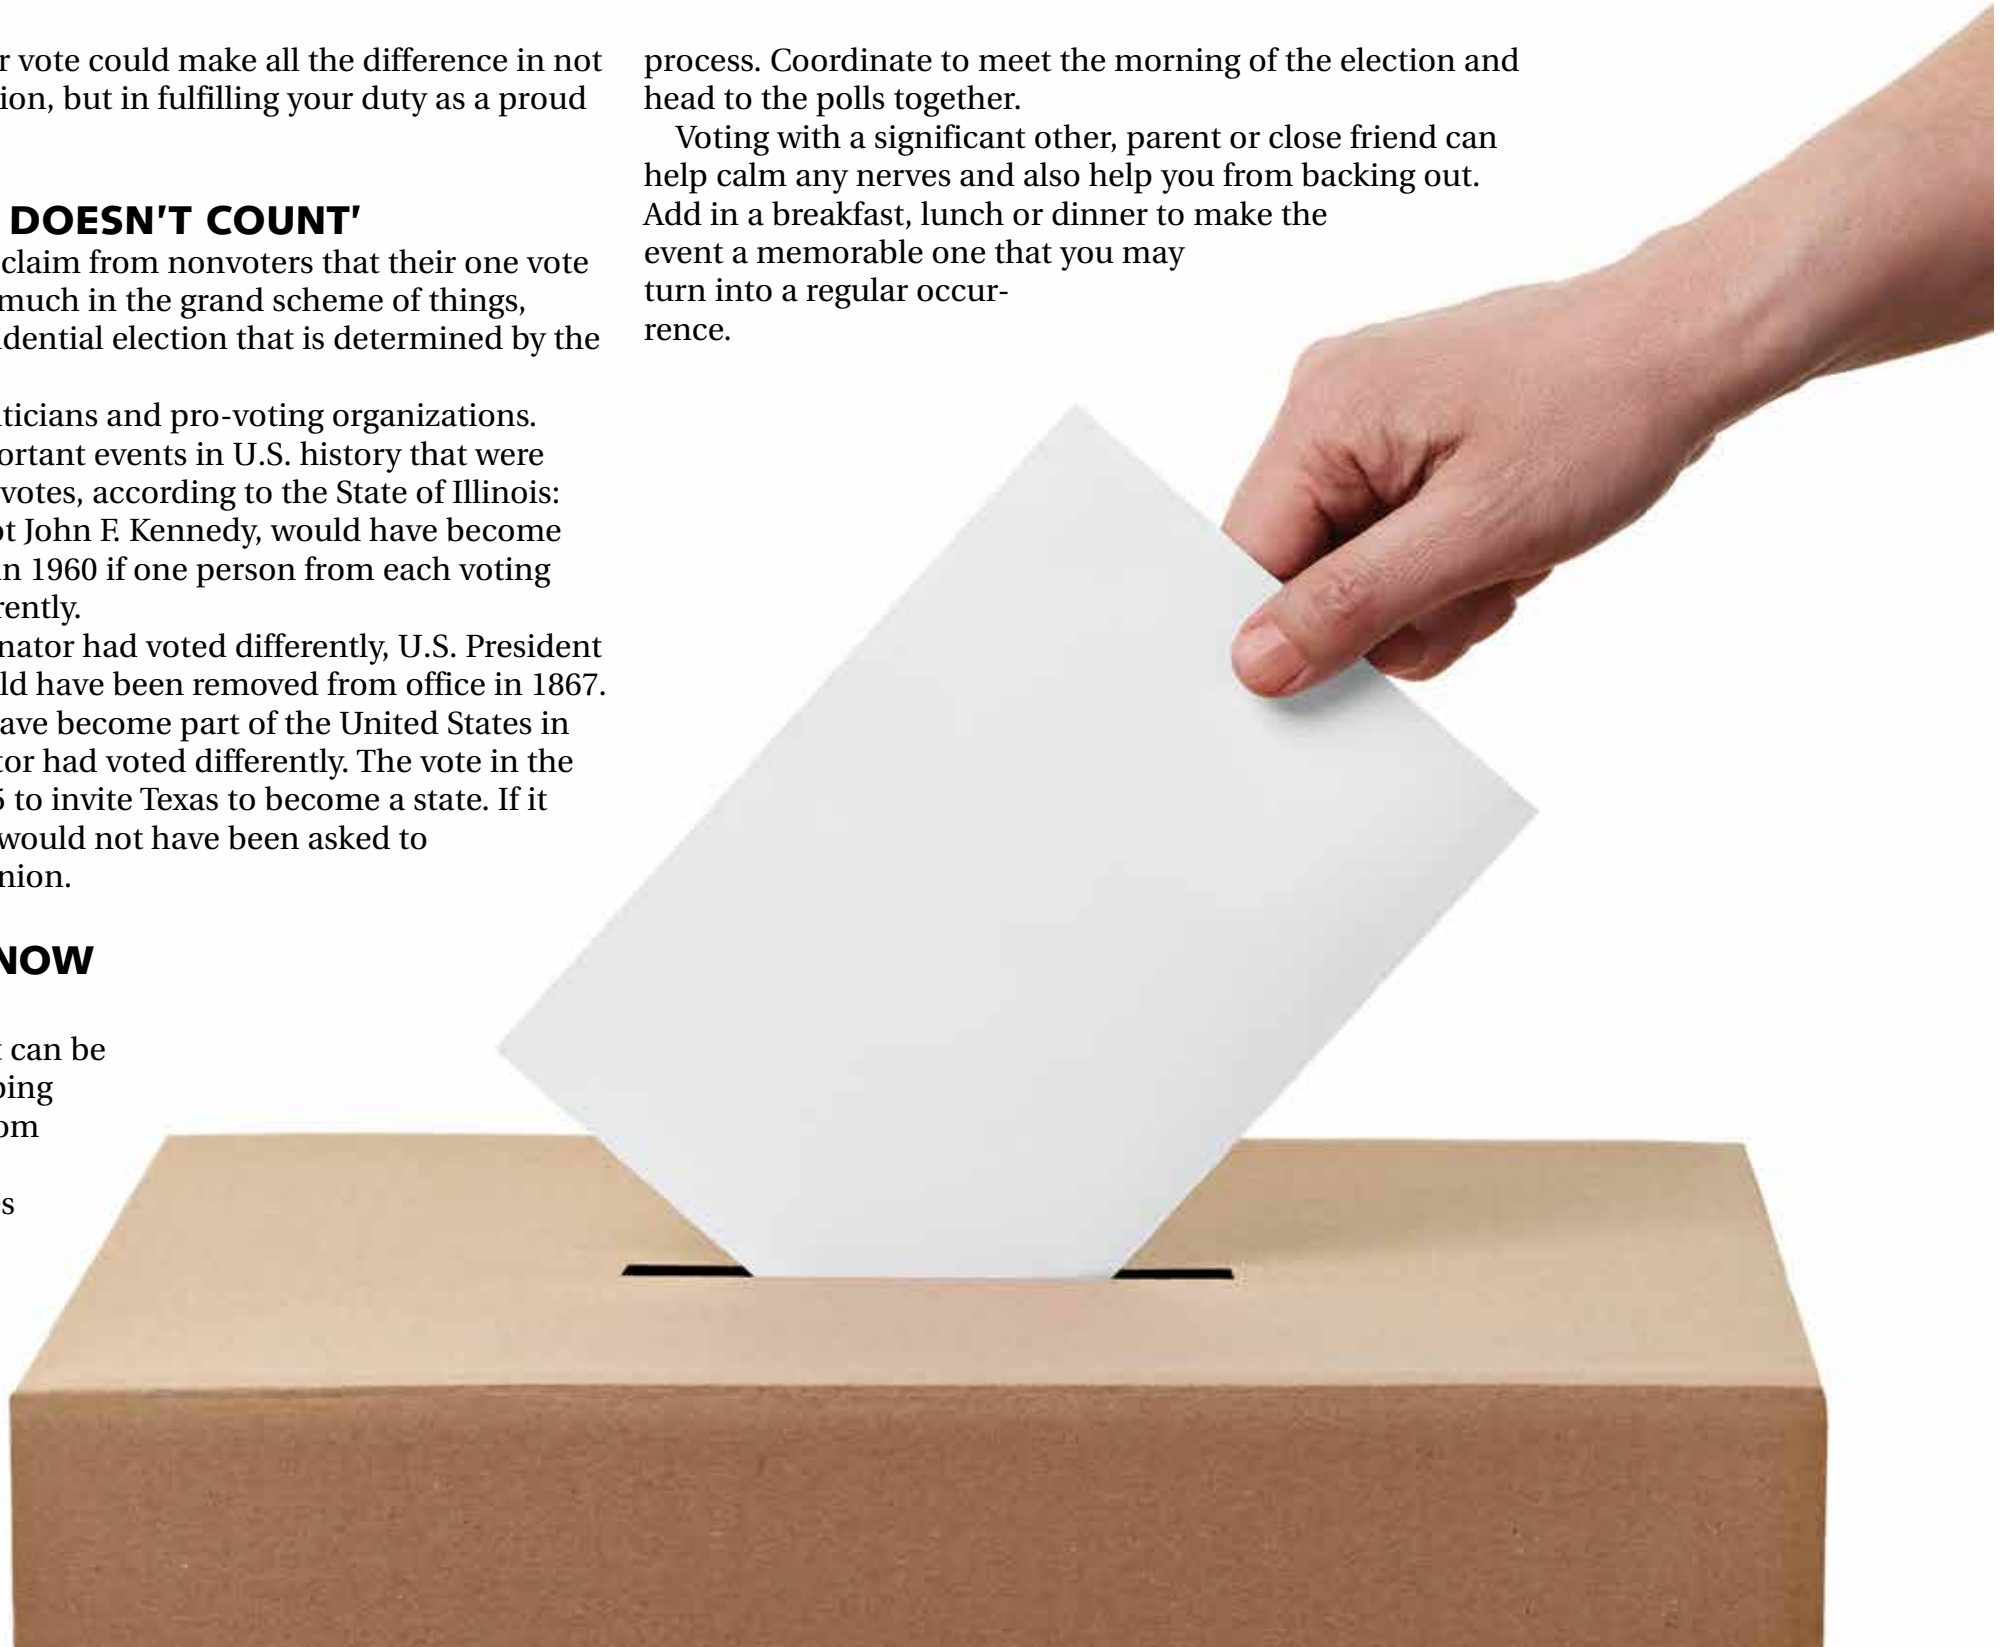 r vote could make all the difference in not
ion, but in fulfilling your duty as a proud
DOESN'T COUNT'
claim from nonvoters that their one vote
much in the grand scheme of things,
dential election that is determined by the
ticians and pro-voting organizations.
ortant events in U.S. history that were
votes, according to the State of Illinois:
ot John F. Kennedy, would have become
in 1960 if one person from each voting
rently.
nator had voted differently, U.S. President
ld have been removed from office in 1867.
ave become part of the United States in
tor had voted differently. The vote in the
to invite Texas to become a state. If it
would not have been asked to
nion.
NOW
can be
ping
om
s
process. Coordinate to meet the morning of the election and
head to the polls together.
Voting with a significant other, parent or close friend can
help calm any nerves and also help you from backing out.
Add in a breakfast, lunch or dinner to make the
event a memorable one that you may
turn into a regular occur-
rence.